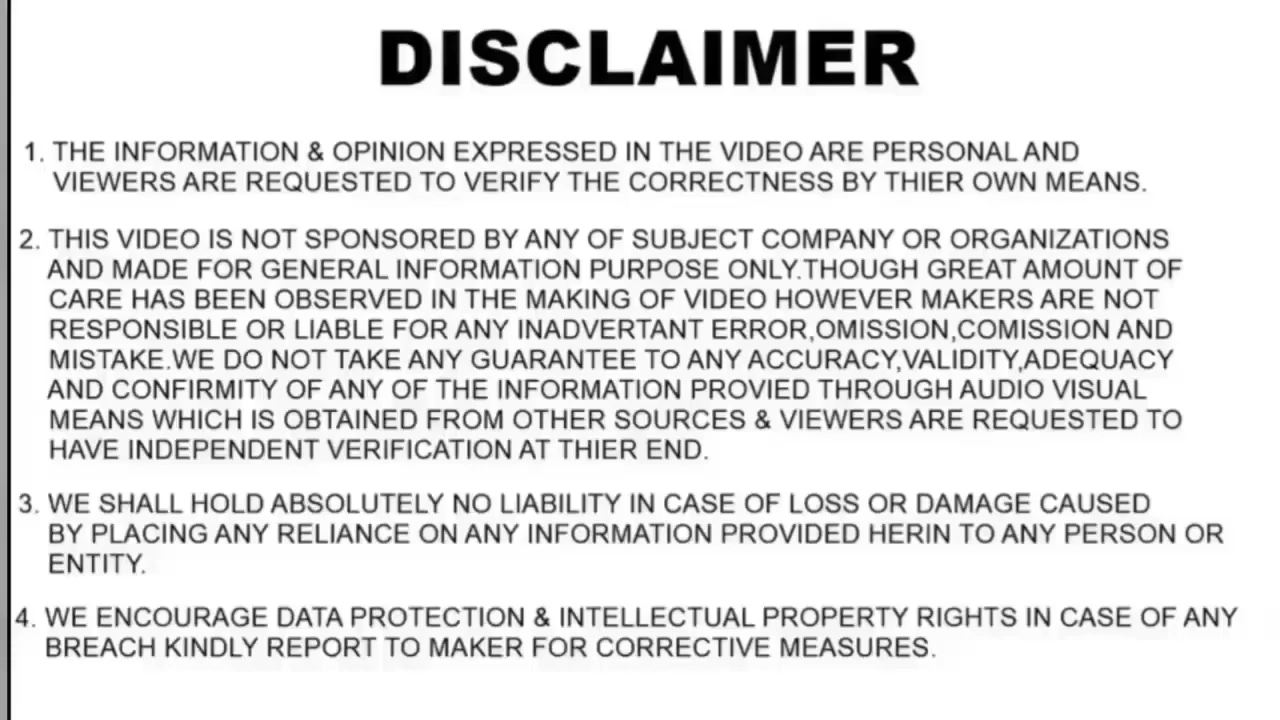 DISCLAIMER
1. THE INFORMATION & OPINION EXPRESSED IN THE VIDEO ARE PERSONAL AND
VIEWERS ARE REQUESTED TO VERIFY THE CORRECTNESS BY THIER OWN MEANS.
2. THIS VIDEO IS NOT SPONSORED BY ANY OF SUBJECT COMPANY OR ORGANIZATIONS
AND MADE FOR GENERAL INFORMATION PURPOSE ONLY.THOUGH GREAT AMOUNT OF
CARE HAS BEEN OBSERVED IN THE MAKING OF VIDEO HOWEVER MAKERS ARE NOT
RESPONSIBLE OR LIABLE FOR ANY INADVERTANT ERROR,OMISSION,COMISSION AND
MISTAKE.WE DO NOT TAKE ANY GUARANTEE TO ANY ACCURACY,VALIDITY,ADEQUACY
AND CONFIRMITY OF ANY OF THE INFORMATION PROVIED THROUGH AUDIO VISUAL
MEANS WHICH IS OBTAINED FROM OTHER SOURCES & VIEWERS ARE REQUESTED TO
HAVE INDEPENDENT VERIFICATION AT THIER END.
3. WE SHALL HOLD ABSOLUTELY NO LIABILITY IN CASE OF LOSS OR DAMAGE CAUSED
BY PLACING ANY RELIANCE ON ANY INFORMATION PROVIDED HERIN TO ANY PERSON OR
ENTITY.
4. WE ENCOURAGE DATA PROTECTION & INTELLECTUAL PROPERTY RIGHTS IN CASE OF ANY
BREACH KINDLY REPORT TO MAKER FOR CORRECTIVE MEASURES.